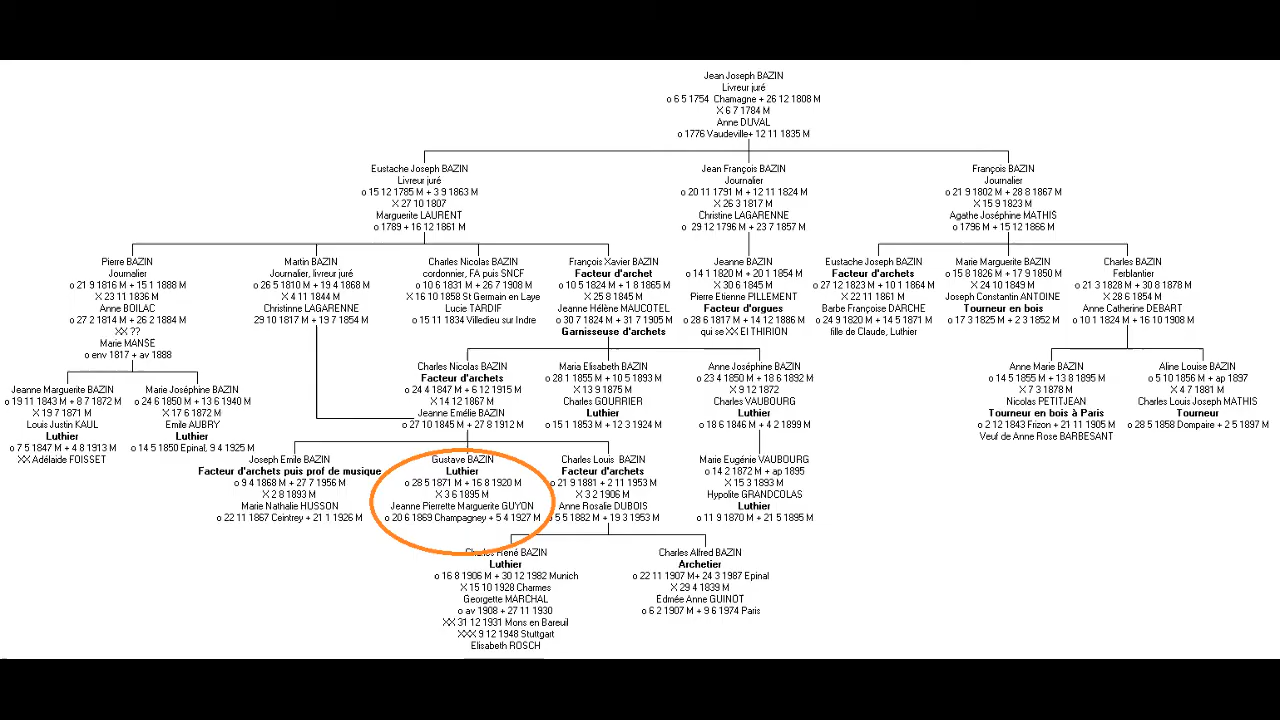 Jean Joseph BAZIN
Livreur juré
o 6 5 1754 Chamagne + 26 12 1808 M
X 6 7 1784 M
Anne DUVAL
o 1776 Vaudeville+ 12 11 1835 M
Eustache Joseph BAZIN
Livreur juré
o 15 12 1785 M + 3 9 1863 M
X 27 10 1807
Marguerite LAURENT
o 1789 + 16 12 1861 M
Jean François BAZIN
Journalier
o 20 11 1791 M + 12 11 1824 M
X 26 3 1817 M
Christine LAGARENNE
o 29 12 1796 M + 23 7 1857 M
François BAZIN
Journalier
o 21 9 1802 M + 28 8 1867 M
X 15 9 1823 M
Agathe Joséphine MATHIS
o 1796 M + 15 12 1866 M
Pierre BAZIN
Journalier
o 21 9 1816 M + 15 1 1888 M
X 23 11 1836 M
Anne BOILAC
o 27 2 1814 M + 26 2 1884 M
XX ??
Marie MANSE
o env 1817 + av 1888
Martin BAZIN
Journalier, livreur juré
o 26 5 1810 M + 19 4 1868 M
X 4 11 1844 M
Christinne LAGARENNE
29 10 1817 M + 19 7 1854 M
Charles Nicolas BAZIN
cordonnier, FA puis SNCF
o 10 6 1831 M + 26 7 1908 M
X 16 10 1858 St Germain en Laye
Lucie TARDIF
o 15 11 1834 Villedieu sur Indre
François Xavier BAZIN
Facteur d'archet
o 10 5 1824 M + 1 8 1865 M
X 25 8 1845 M
Jeanne Hélène MAUCOTEL
o 30 7 1824 M + 31 7 1905 M
Garnisseuse d'archets
Jeanne BAZIN
o 14 1 1820 M + 20 1 1854 M
X 30 6 1845 M
Pierre Etienne PILLEMENT
Facteur d'orgues
o 28 6 1817 M + 14 12 1886 M
qui se XX El THIRION
Eustache Joseph BAZIN
Facteur d'archets
o 27 12 1823 M + 10 1 1864 M
X 22 11 1861 M
Barbe Françoise DARCHE
o 24 9 1820 M + 14 5 1871 M
fille de Claude, Luthier
Marie Marguerite BAZIN
o 15 8 1826 M + 17 9 1850 M
X 24 10 1849 M
Joseph Constantin ANTOINE
Tourneur en bois
o 17 3 1825 M + 2 3 1852 M
Charles BAZIN
Ferblantier
o 21 3 1828 M + 30 8 1878 M
X 28 6 1854 M
Anne Catherine DEBART
o 10 1 1824 M + 16 10 1908 M
Jeanne Marguerite BAZIN
o 19 11 1843 M + 8 7 1872 M
X 19 7 1871 M
Louis Justin KAUL
Luthier
o 7 5 1847 M + 4 8 1913 M
XX Adélaide FOISSET
Marie Joséphine BAZIN
o 24 6 1850 M + 13 6 1940 M
X 17 6 1872 M
Emile AUBRY
Luthier
o 14 5 1850 Epinal, 9 4 1925 M
Charles Nicolas BAZIN
Facteur d'archets
o 24 4 1847 M + 6 12 1915 M
X 14 12 1867 M
Jeanne Emélie BAZIN
o 27 10 1845 M + 27 8 1912 M
Maria Elisabeth BAZIN
o 28 1 1855 M + 10 5 1893 M
X 13 9 1875 M
Charles GOURRIER
Luthier
o 15 1 1853 M + 12 3 1924 M
Anne Joséphine BAZIN
o 23 4 1850 M + 18 6 1892 M
X 9 12 1872
Charles VAUBOURG
Luthier
o 18 6 1846 M + 4 2 1899 M
Anne Marie BAZIN
o 14 5 1855 M + 13 8 1895 M
X 7 3 1878 M
Nicolas PETITJEAN
Tourneur en bois à Paris
o 2 12 1843 Frizon + 21 11 1905 M
Veuf de Anne Rose BARBESANT
Aline Louise BAZIN
o 5 10 1856 M + ap 1897
X 4 7 1881 M
Charles Louis Joseph MATHIS
Tourneur
o 28 5 1858 Dompaire + 2 5 1897 M
Joseph Emile BAZIN
Facteur d'archets puis prof de musique
o 9 4 1868 M + 27 7 1956 M
X 2 8 1893 M
Marie Nathalie HUSSON
o 22 11 1867 Ceintrey + 21 1 1926 M
Gustave BAZIN
Luthier
o 28 5 1871 M + 16 8 1920 M
X 3 6 1895 M
Jeanne Pierrette Marguerite GUYON
o 20 6 1869 Champagney + 5 4 1927 M
Charles Louis BAZIN
Facteur d'archets
o 21 9 1881 + 2 11 1953 M
X 3 2 1906 M
Anne Rosalie DUBOIS
5 5 1882 M + 19 3 1953 M
Marie Eugénie VAUBOURG
o 14 2 1872 M + ap 1895
X 15 3 1893 M
Hypolite GRANDCOLAS
Luthier
o 11 9 1870 M + 21 5 1895 M
Charles René BAZIN
Luthier
o 16 8 1906 M + 30 12 1982 Munich
X 15 10 1928 Charmes
Georgette MARCHAL
o av 1908 + 27 11 1930
XX 31 12 1931 Mons en Bareuil
XXX 9 12 1948 Stuttgart
Elisabeth ROSCH
Charles Alfred BAZIN
Archetier
o 22 11 1907 M+ 24 3 1987 Epinal
X 29 4 1839 M
Edmée Anne GUINOT
o 6 2 1907 M + 9 6 1974 Paris